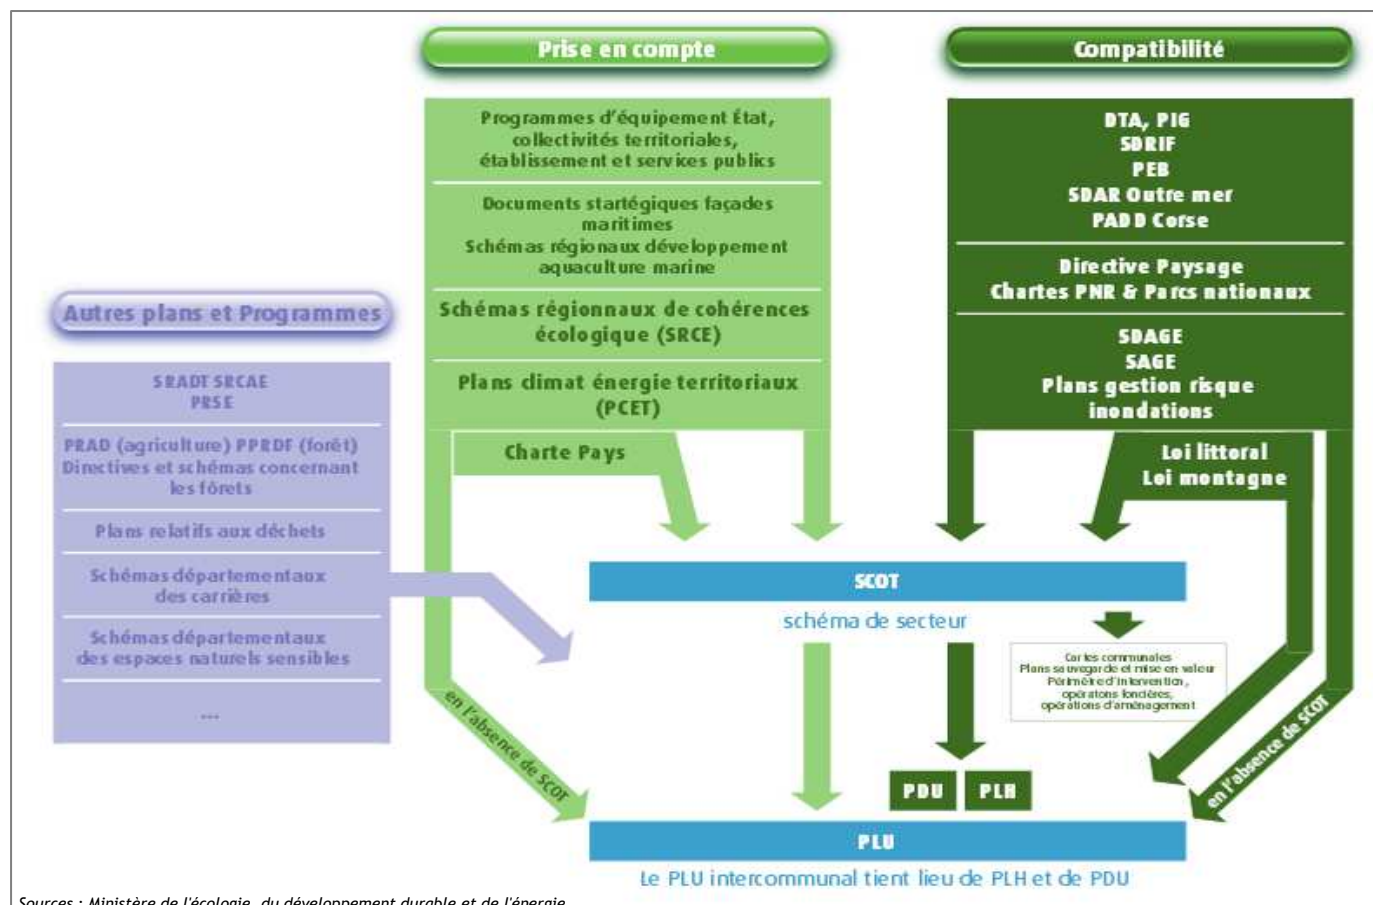 Prise en compte
Programmes d'équipement État,
collectivités territoriales,
établissement et services publics
Documents startégiques façades
maritimes
Schémas régionaux développement
aquaculture marine
Schémas régionnaux de cohérences
écologique (SRCE)
Plans climat énergie territoriaux
(PCET)
Charte Pays
Compatibilité
DTA, PIG
SDRIF
PEB
SDAR Outre mer
PADD Corse
Directive Paysage
Chartes PNR & Parcs nationaux
SDAGE
SAGE
Plans gestion risque
inondations
Loi littoral
Loi montagne
Autres plans et Programmes
SRADT SRCAE
PRSE
PRAD (agriculture) PPRDF (forêt)
Directives et schémas concernant
les fôrets
Plans relatifs aux déchets
Schémas départementaux
des carrières
Schémas départementaux
des espaces naturels sensibles
...
SCOT
schéma de secteur
Cartes communales
Plans sauvegarde et mise en valeur
Périmètre d'intervention,
opératons foncières,
opérations d'aménagement
en l'absence de SCOT
en l'absence de SCOT
PDU
PLH
PLU
Le PLU intercommunal tient lieu de PLH et de PDU
Sources : Ministère de l'écologie, du développement durable et de l'énergie